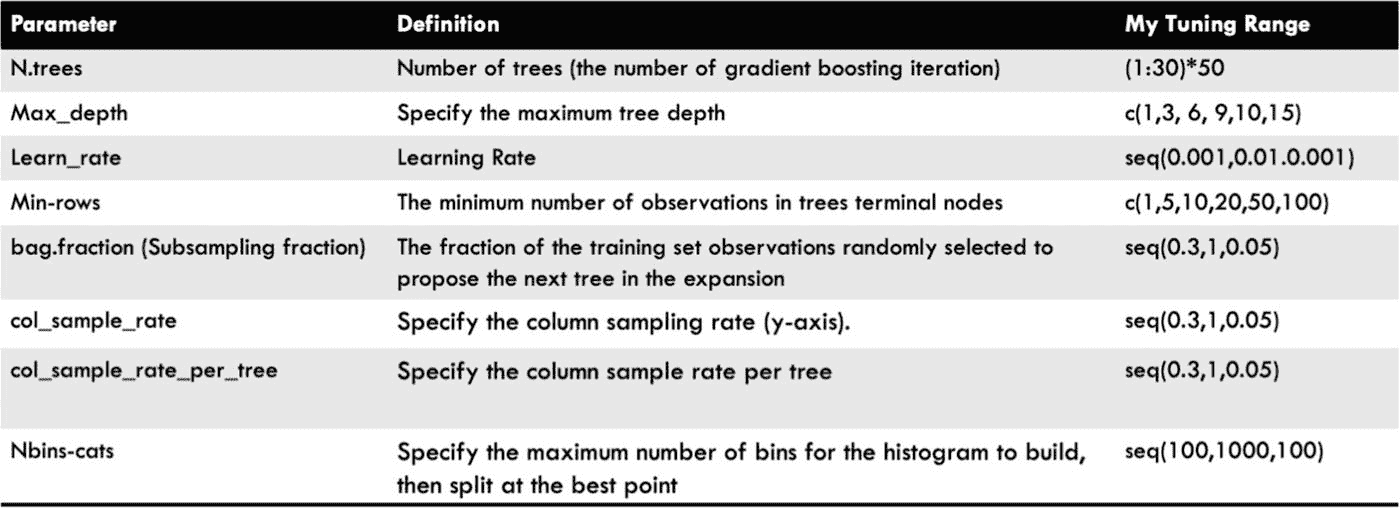 Parameter Definition My Tuning Range
N.trees Number of trees (the number of gradient boosting iteration) (1:30)*50
Max_depth Specify the maximum tree depth c(1,3, 6, 9,10,15)
Learn_rate Learning Rate seq(0.001,0.01.0.001)
Min-rows The minimum number of observations in trees terminal nodes c(1,5,10,20,50,100)
bag.fraction (Subsampling fraction) The fraction of the training set observations randomly selected to seq(0.3,1,0.05)
propose the next tree in the expansion
col_sample_rate Specify the column sampling rate (y-axis). seq(0.3,1,0.05)
col_sample_rate_per_tree Specify the column sample rate per tree seq(0.3,1,0.05)
Nbins-cats Specify the maximum number of bins for the histogram to build, seq(100,1000,100)
then split at the best point